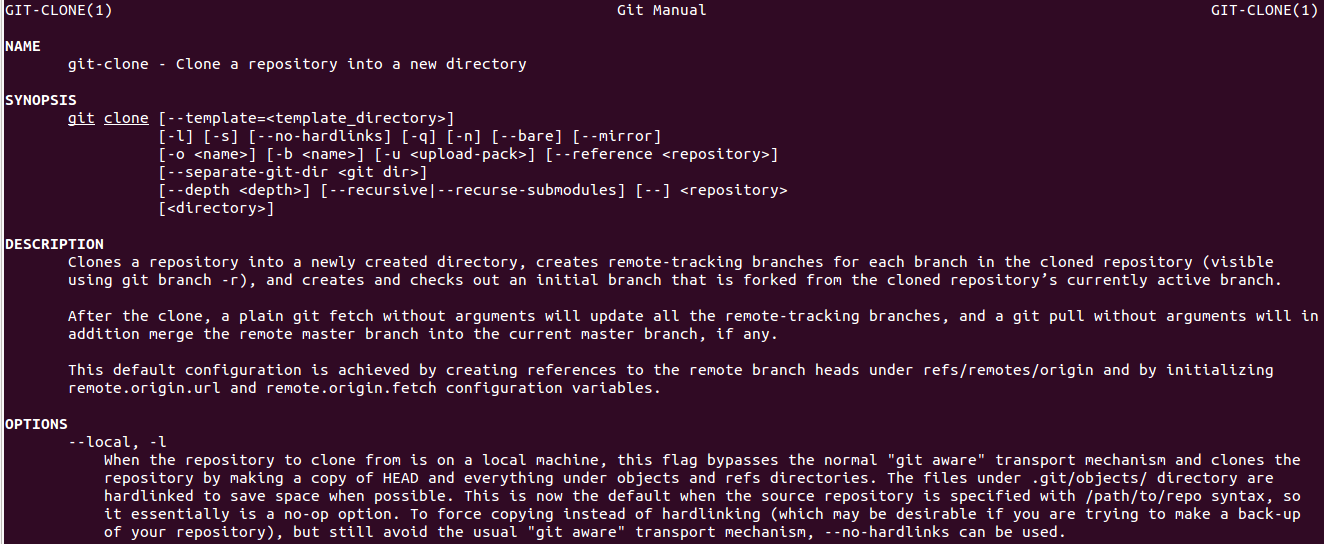 GIT-CLONE(1) Git Manual GIT-CLONE(1)
NAME
git-clone - Clone a repository into a new directory
SYNOPSIS
git clone [--template=<template_directory>]
[-l] [-s] [--no-hardlinks] [-q] [-n] [--bare] [--mirror]
[-o <name>] [-b <name>] [-u <upload-pack>] [--reference <repository>]
[--separate-git-dir <git dir>]
[--depth <depth>] [--recursive|--recurse-submodules] [--] <repository>
[<directory>]
DESCRIPTION
Clones a repository into a newly created directory, creates remote-tracking branches for each branch in the cloned repository (visible
using git branch -r), and creates and checks out an initial branch that is forked from the cloned repository’s currently active branch.
After the clone, a plain git fetch without arguments will update all the remote-tracking branches, and a git pull without arguments will in
addition merge the remote master branch into the current master branch, if any.
This default configuration is achieved by creating references to the remote branch heads under refs/remotes/origin and by initializing
remote.origin.url and remote.origin.fetch configuration variables.
OPTIONS
--local, -l
When the repository to clone from is on a local machine, this flag bypasses the normal "git aware" transport mechanism and clones the
repository by making a copy of HEAD and everything under objects and refs directories. The files under .git/objects/ directory are
hardlinked to save space when possible. This is now the default when the source repository is specified with /path/to/repo syntax, so
it essentially is a no-op option. To force copying instead of hardlinking (which may be desirable if you are trying to make a back-up
of your repository), but still avoid the usual "git aware" transport mechanism, --no-hardlinks can be used.